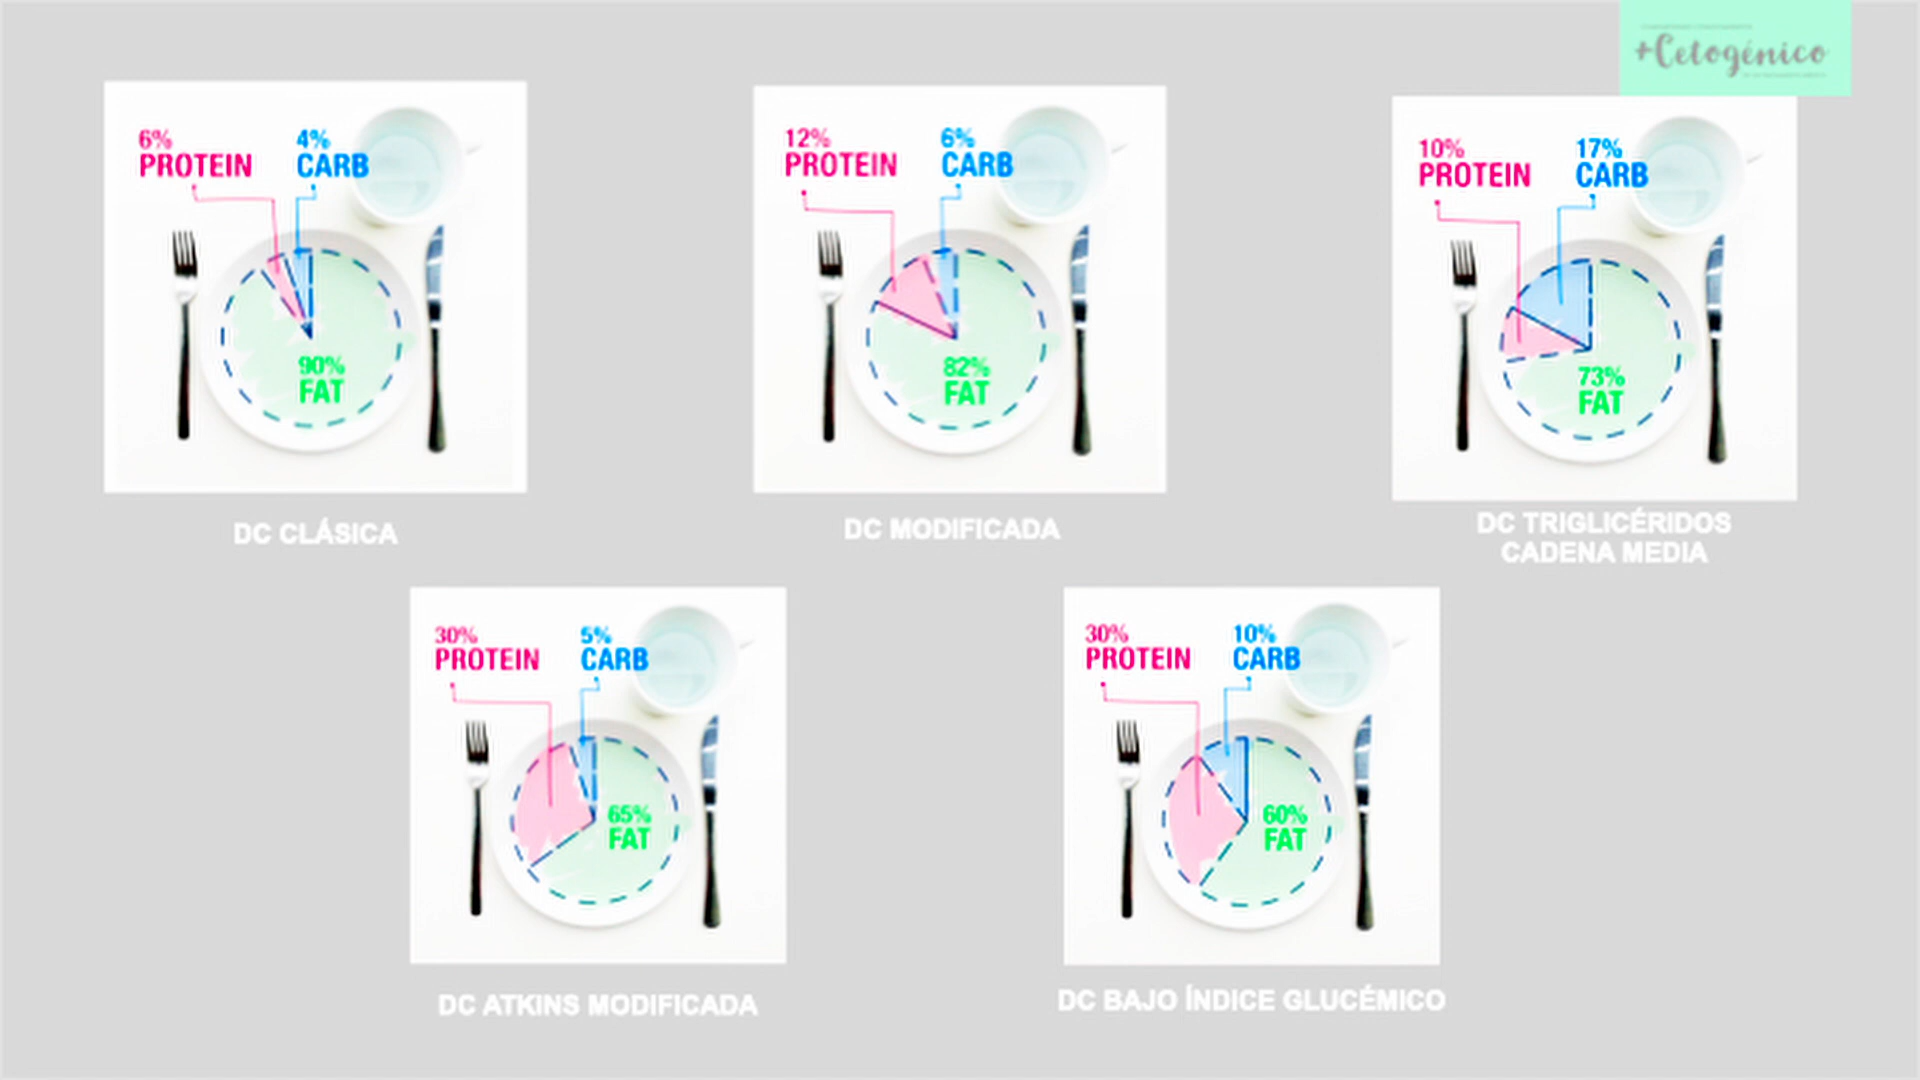 +Cetogénico
6%
PROTEIN
4%
CARB
90%
FAT
DC CLÁSICA
12%
PROTEIN
6%
CARB
82%
FAT
DC MODIFICADA
10%
PROTEIN
17%
CARB
73%
FAT
DC TRIGLICÉRIDOS
CADENA MEDIA
30%
PROTEIN
5%
CARB
65%
FAT
DC ATKINS MODIFICADA
30%
PROTEIN
10%
CARB
60%
FAT
DC BAJO ÍNDICE GLUCÉMICO